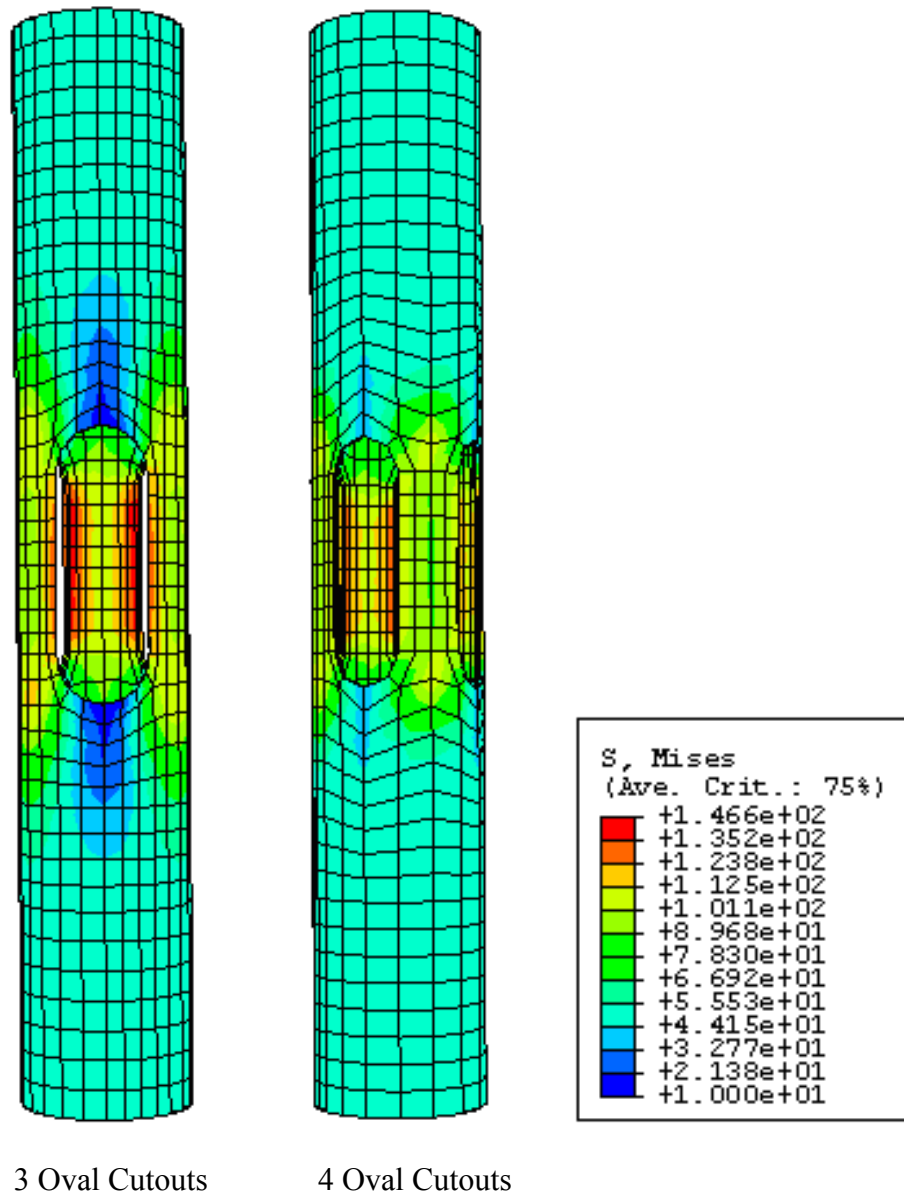 S, Mises
(Ave. Crit.: 75%)
+1.466e+02
+1.352e+02
+1.238e+02
+1.125e+02
+1.011e+02
+8.968e+01
+7.830e+01
+6.692e+01
+5.553e+01
+4.415e+01
+3.277e+01
+2.138e+01
+1.000e+01
3 Oval Cutouts
4 Oval Cutouts